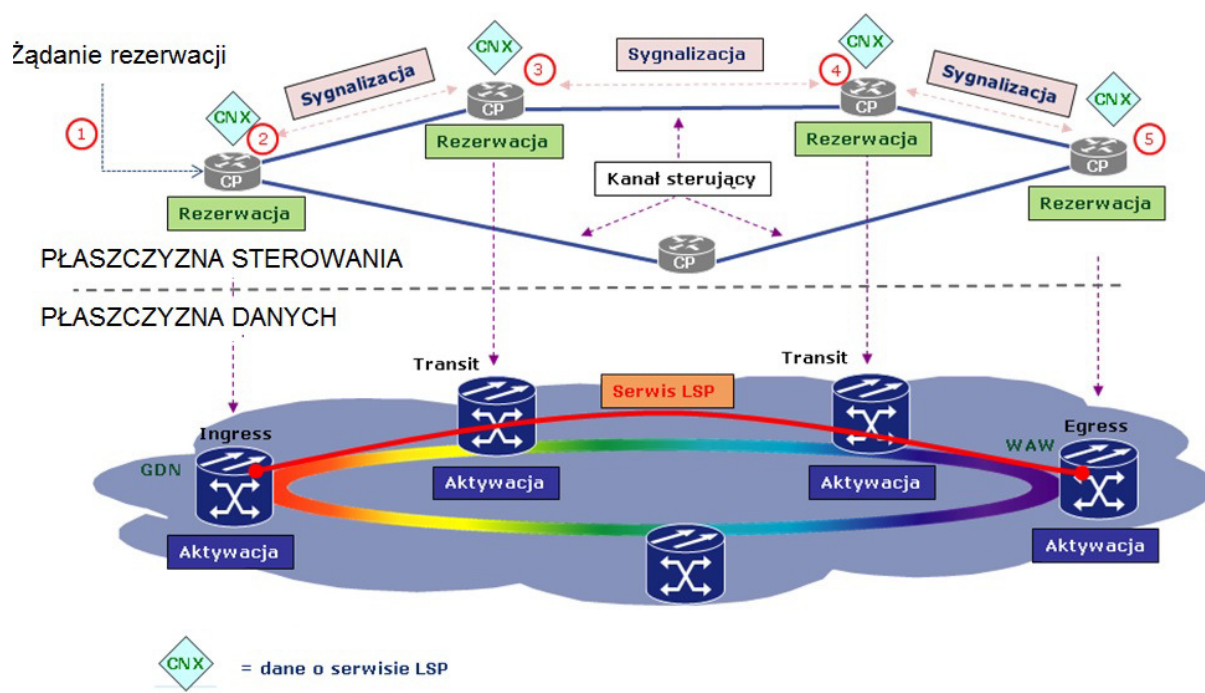 Żądanie rezerwacji
CNX
CNX
CNX
CNX
Sygnalizacja
Sygnalizacja
Sygnalizacja
1
2
3
4
5
CP
CP
CP
CP
CP
Rezerwacja
Rezerwacja
Rezerwacja
Rezerwacja
Kanał sterujący
PŁASZCZYZNA STEROWANIA
PŁASZCZYZNA DANYCH
Transit
Transit
Serwis LSP
Ingress
Egress
GDN
WAW
Aktywacja
Aktywacja
Aktywacja
Aktywacja
CNX = dane o serwisie LSP